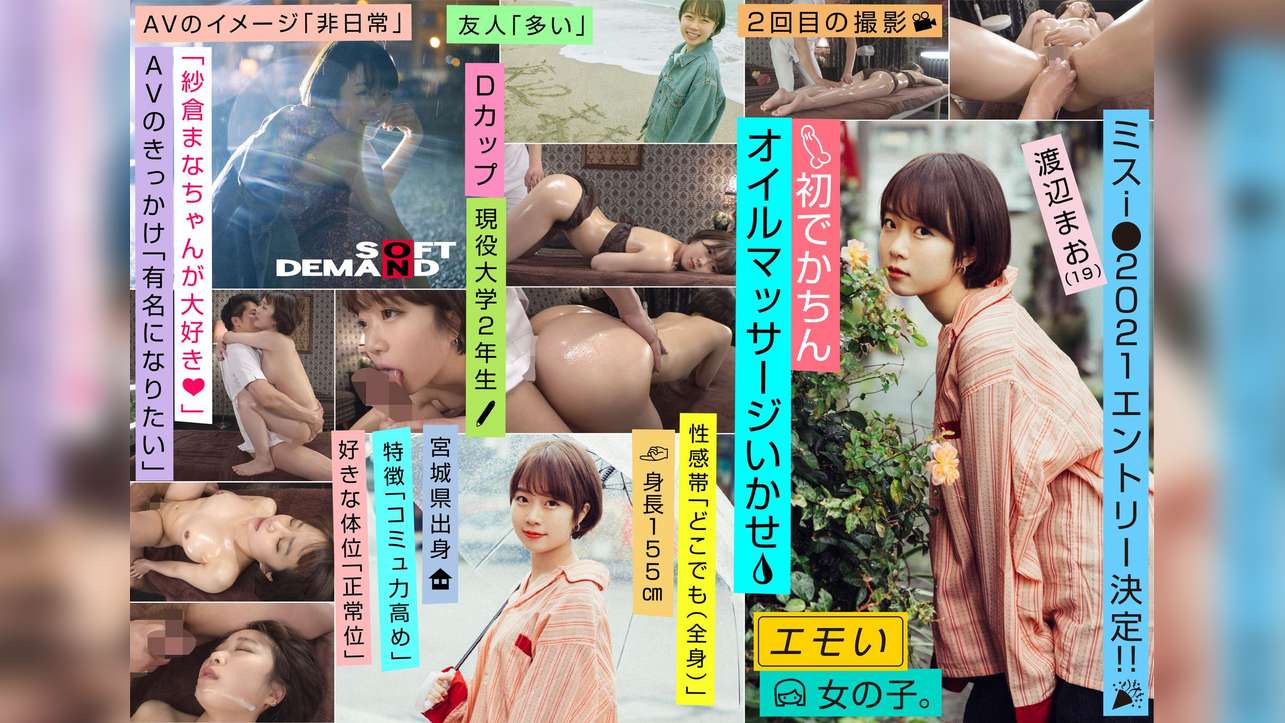 AVのイメージ「非日常」
AVのきっかけ「有名になりたい」
「紗倉まなちゃんが大好き♥」
SOFT
DEMAND
ON
友人「多い」
Dカップ
現役大学2年生
2回目の撮影
初でかちん
オイルマッサージいかせ
渡辺まお(19)
ミスi●2021エントリー決定!!
宮城県出身
特徴「コミュ力高め」
好きな体位「正常位」
身長155㎝
性感帯「どこでも(全身)」
エモい
女の子。